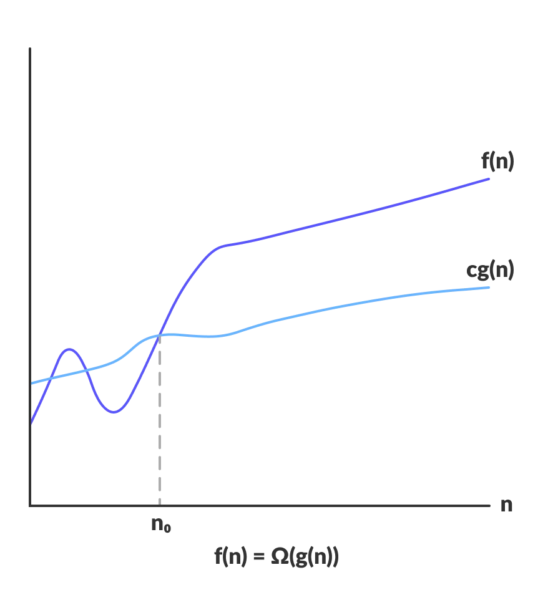 f(n)
cg(n)
n
n₀
f(n) = Ω(g(n))